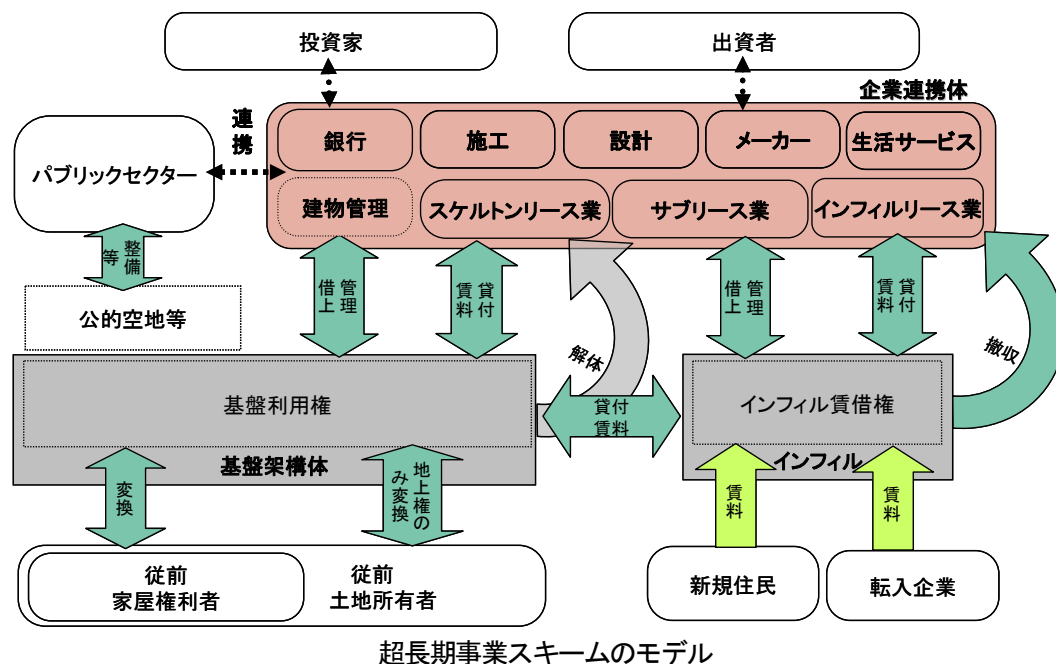 投資家
出資者
企業連携体
連携
銀行
施工
設計
メーカー
生活サービス
パブリックセクター
建物管理
スケルトンリース業
サブリース業
インフィルリース業
整備
等
管理
借上
貸付
賃料
管理
借上
貸付
賃料
公的空地等
解体
撤収
基盤利用権
貸付
賃料
インフィル賃借権
基盤架構体
インフィル
変換
地上権の
み変換
賃料
賃料
従前
家屋権利者
従前
土地所有者
新規住民
転入企業
超長期事業スキームのモデル